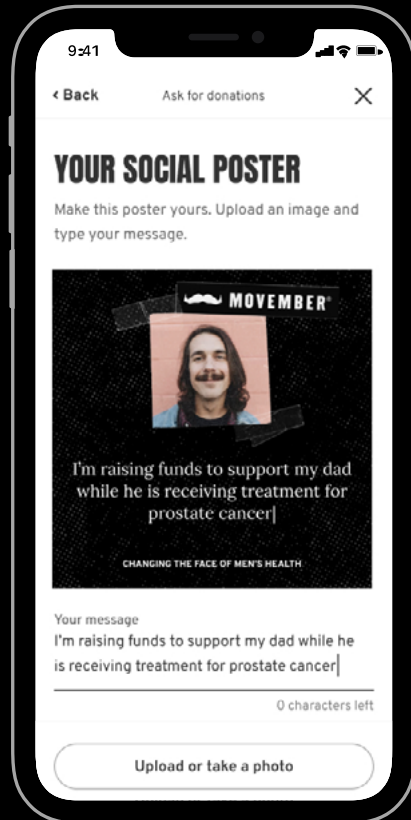 9:41
< Back
Ask for donations
YOUR SOCIAL POSTER
Make this poster yours. Upload an image and
type your message.
MOVEMBER®
I'm raising funds to support my dad
while he is receiving treatment for
prostate cancer|
CHANGING THE FACE OF MEN'S HEALTH
Your message
I'm raising funds to support my dad while he
is receiving treatment for prostate cancer|
0 characters left
Upload or take a photo